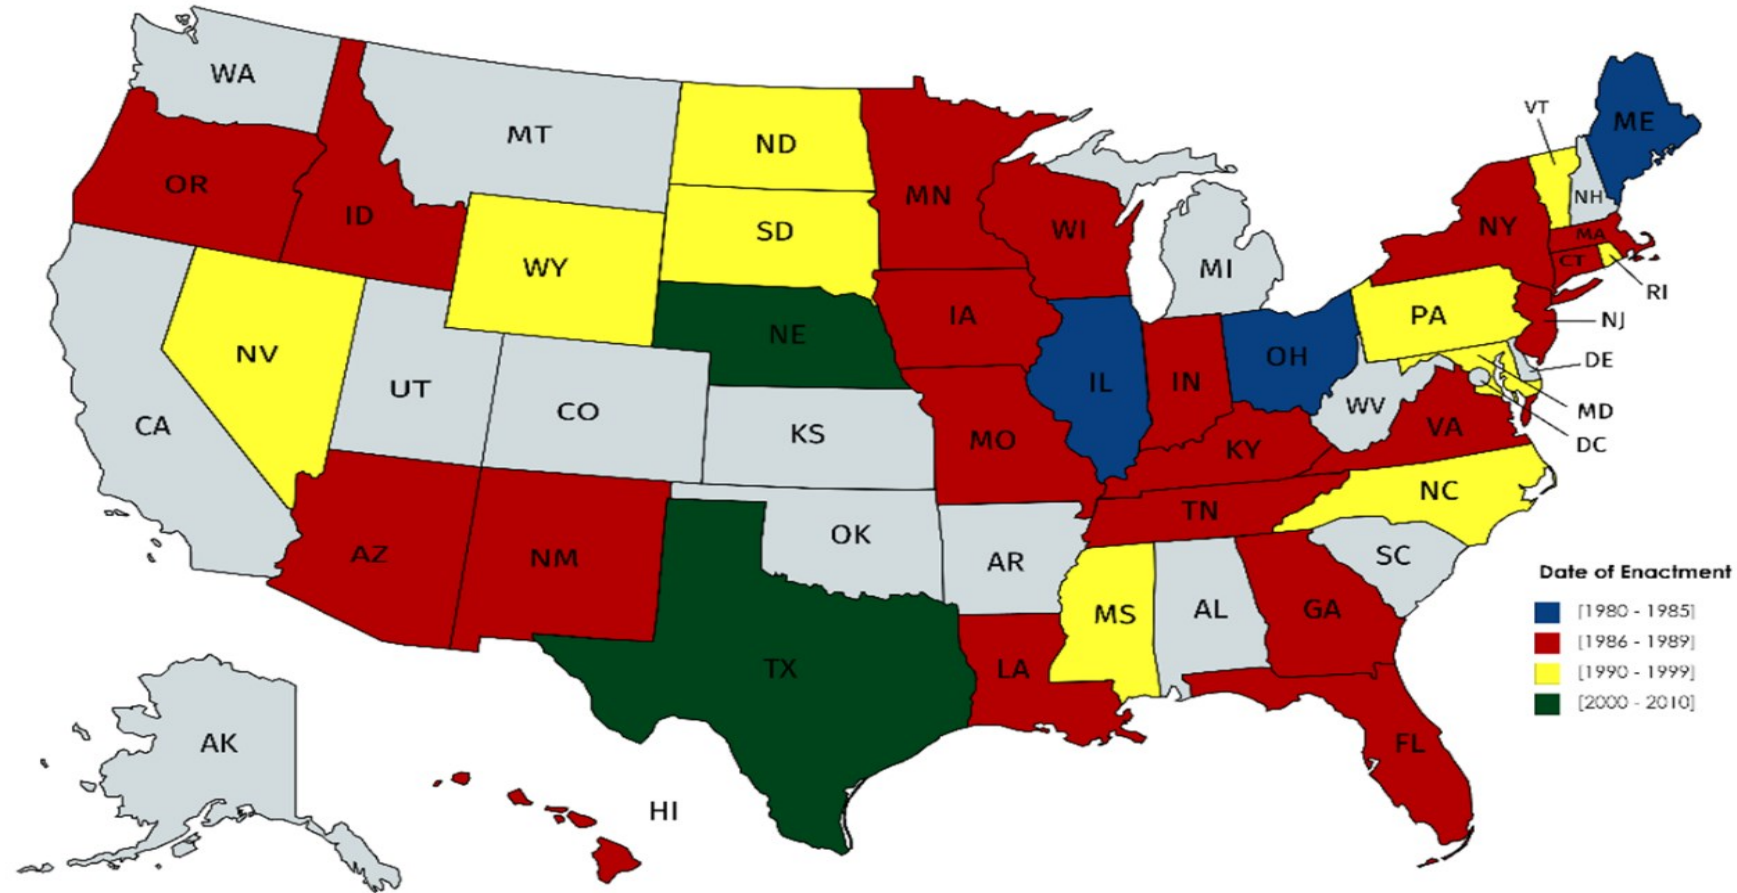 WA
MT
ND
MN
VT
ME
OR
ID
SD
WI
NY
NH
MA
CT
WY
MI
RI
NV
NE
IA
PA
NJ
UT
CO
IL
IN
OH
DE
CA
KS
MO
KY
WV
VA
MD
DC
AZ
NM
OK
AR
TN
NC
SC
MS
AL
GA
TX
LA
FL
AK
HI
Date of Enactment
[1980 - 1985]
[1986 - 1989]
[1990 - 1999]
[2000 - 2010]